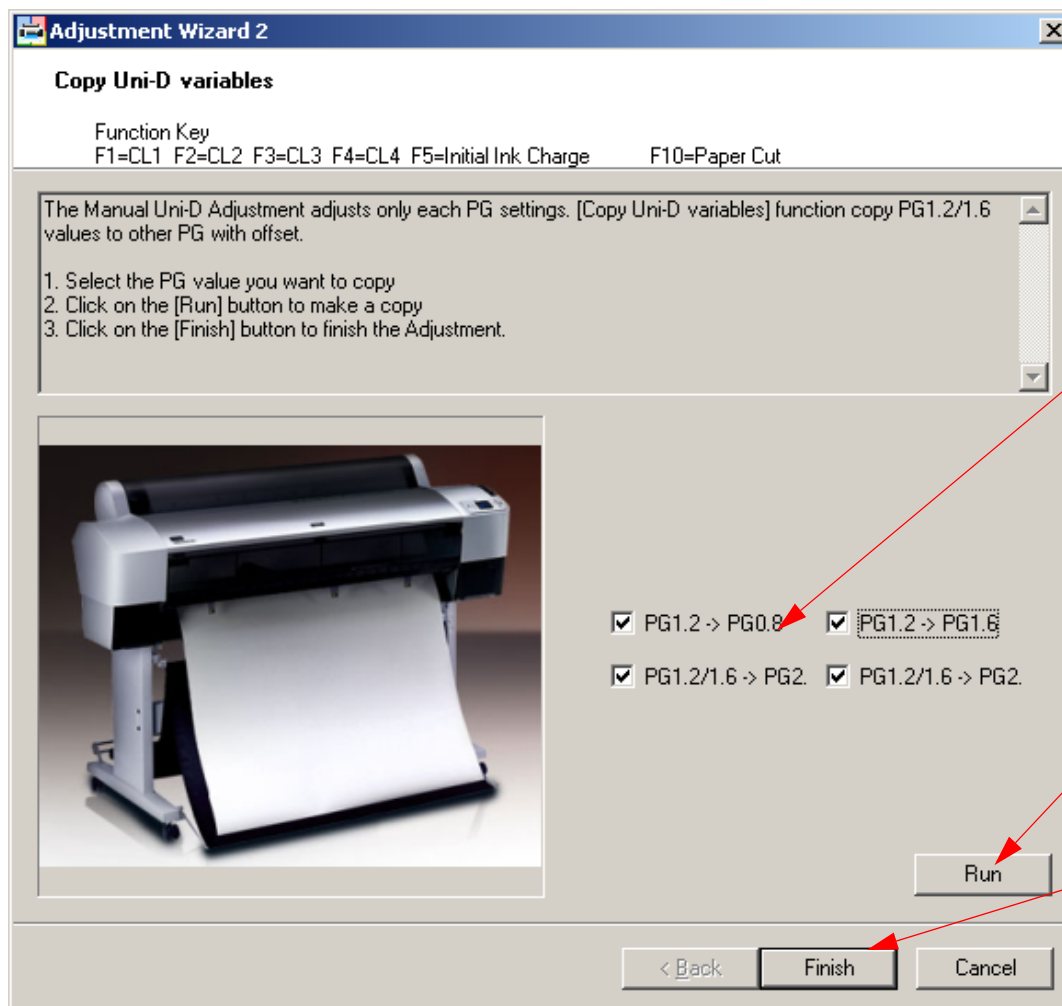 Adjustment Wizard 2
Copy Uni-D variables
Function Key
F1=CL1 F2=CL2 F3=CL3 F4=CL4 F5=Initial Ink Charge F10=Paper Cut
The Manual Uni-D Adjustment adjusts only each PG settings. [Copy Uni-D variables] function copy PG1.2/1.6
values to other PG with offset.
1. Select the PG value you want to copy
2. Click on the [Run] button to make a copy
3. Click on the [Finish] button to finish the Adjustment.
PG1.2 -> PG0.8 PG1.2 -> PG1.6
PG1.2/1.6 -> PG2. PG1.2/1.6 -> PG2.
Run
< Back Finish Cancel